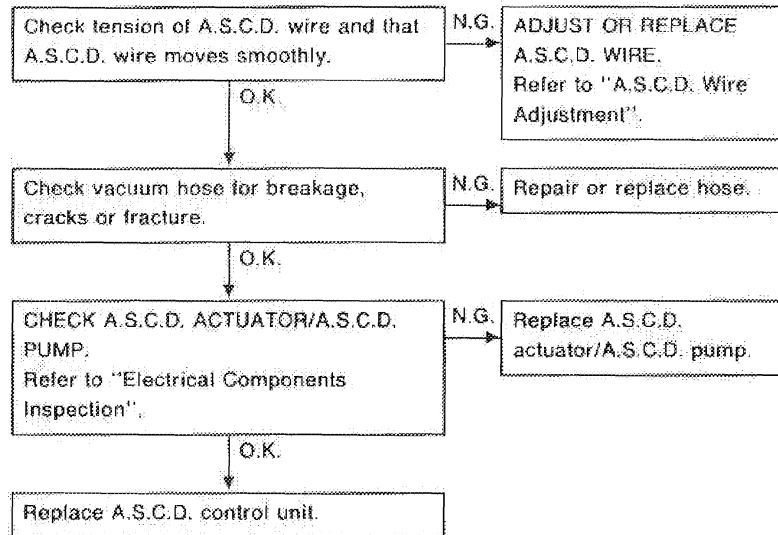 Check tension of A.S.C.D. wire and that
A.S.C.D. wire moves smoothly.
N.G.
ADJUST OR REPLACE
A.S.C.D. WIRE.
Refer to "A.S.C.D. Wire
Adjustment".
O.K.
Check vacuum hose for breakage,
cracks or fracture.
N.G.
Repair or replace hose.
O.K.
CHECK A.S.C.D. ACTUATOR/A.S.C.D.
PUMP.
Refer to "Electrical Components
Inspection".
N.G.
Replace A.S.C.D.
actuator/A.S.C.D. pump.
O.K.
Replace A.S.C.D. control unit.